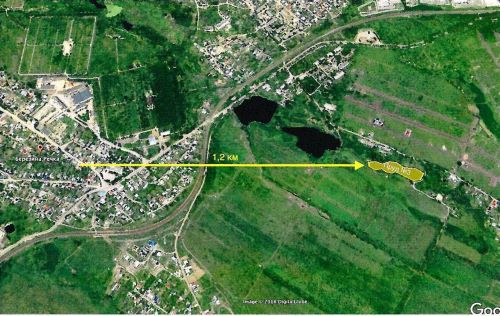 1,2 км
Березина Речка
Image © 2018 DigitalGlobe
Goo